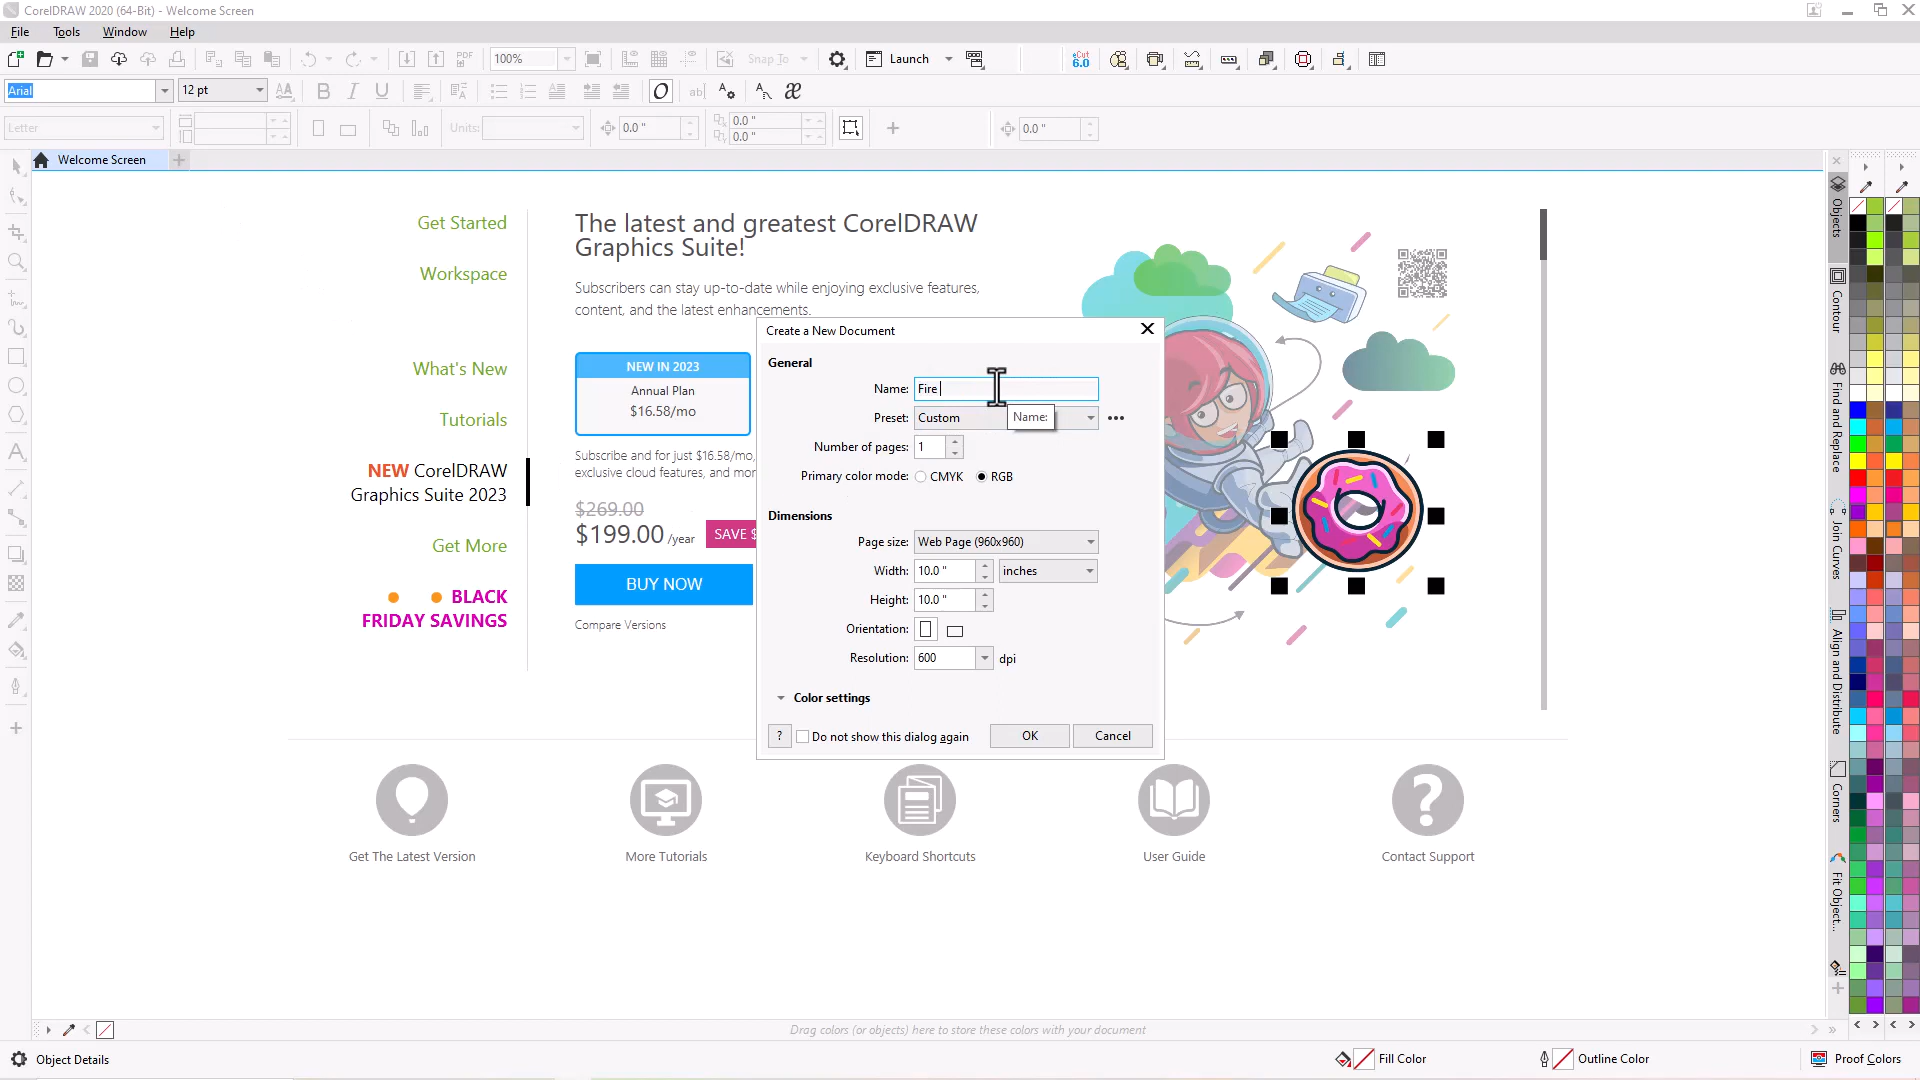 CorelDRAW 2020 (64-Bit) - Welcome Screen
File Tools Window Help
PDF 100% Snap To Launch eCut 6.0
Arial 12 pt
Letter Units: 0.0 " 0.0 " 0.0 " 0.0 "
Welcome Screen
Get Started
Workspace
What's New
Tutorials
NEW CorelDRAW
Graphics Suite 2023
Get More
BLACK
FRIDAY SAVINGS
The latest and greatest CorelDRAW
Graphics Suite!
Subscribers can stay up-to-date while enjoying exclusive features,
content, and the latest enhancements.
NEW IN 2023
Annual Plan
$16.58/mo
Subscribe and for just $16.58/mo,
exclusive cloud features, and mor
$269.00
$199.00 /year SAVE $
BUY NOW
Compare Versions
Create a New Document
General
Name: Fire
Preset: Custom
Name:
Number of pages: 1
Primary color mode: CMYK RGB
Dimensions
Page size: Web Page (960x960)
Width: 10.0 " inches
Height: 10.0 "
Orientation:
Resolution: 600 dpi
Color settings
? Do not show this dialog again OK Cancel
Get The Latest Version
More Tutorials
Keyboard Shortcuts
User Guide
Contact Support
Objects
Contour
Find and Replace
Join Curves
Align and Distribute
Corners
Fit Object...
Drag colors (or objects) here to store these colors with your document
Object Details Fill Color Outline Color Proof Colors